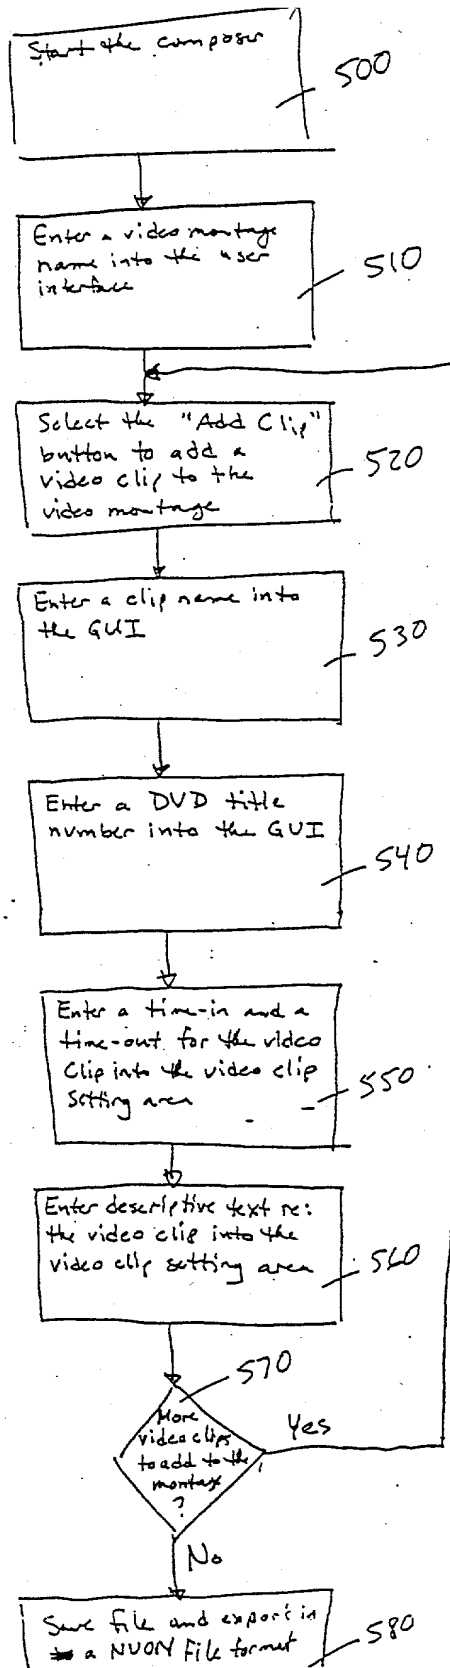 Start the composer
500
Enter a video montage
name into the user
interface
510
Select the "Add Clip"
button to add a
video clip to the
video montage
520
Enter a clip name into
the GUI
530
Enter a DVD title
number into the GUI
540
Enter a time-in and a
time-out for the video
Clip into the video clip
Setting area
550
Enter descriptive text re:
the video clip into the
video clip setting area
560
570
More
video clips
to add to the
montage
?
Yes
No
Save file and export in
a NUON File format
580